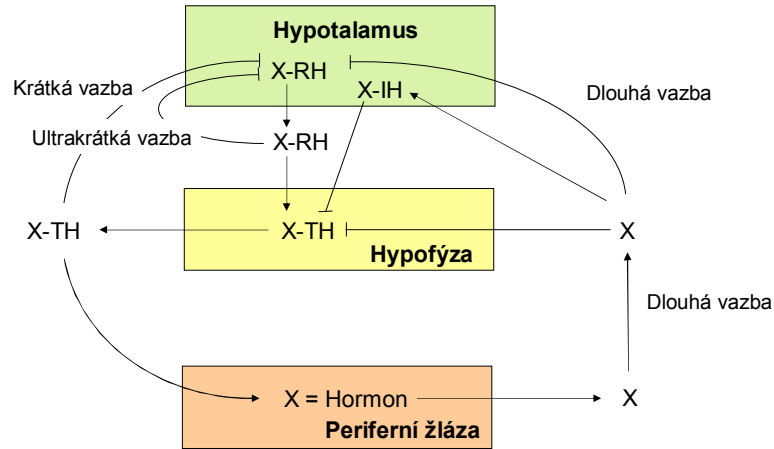 Hypotalamus
X-RH
X-IH
Krátká vazba
Dlouhá vazba
Ultrakrátká vazba
X-RH
X-TH
X-TH
X
Hypofýza
Dlouhá vazba
X = Hormon
X
Periferní žláza